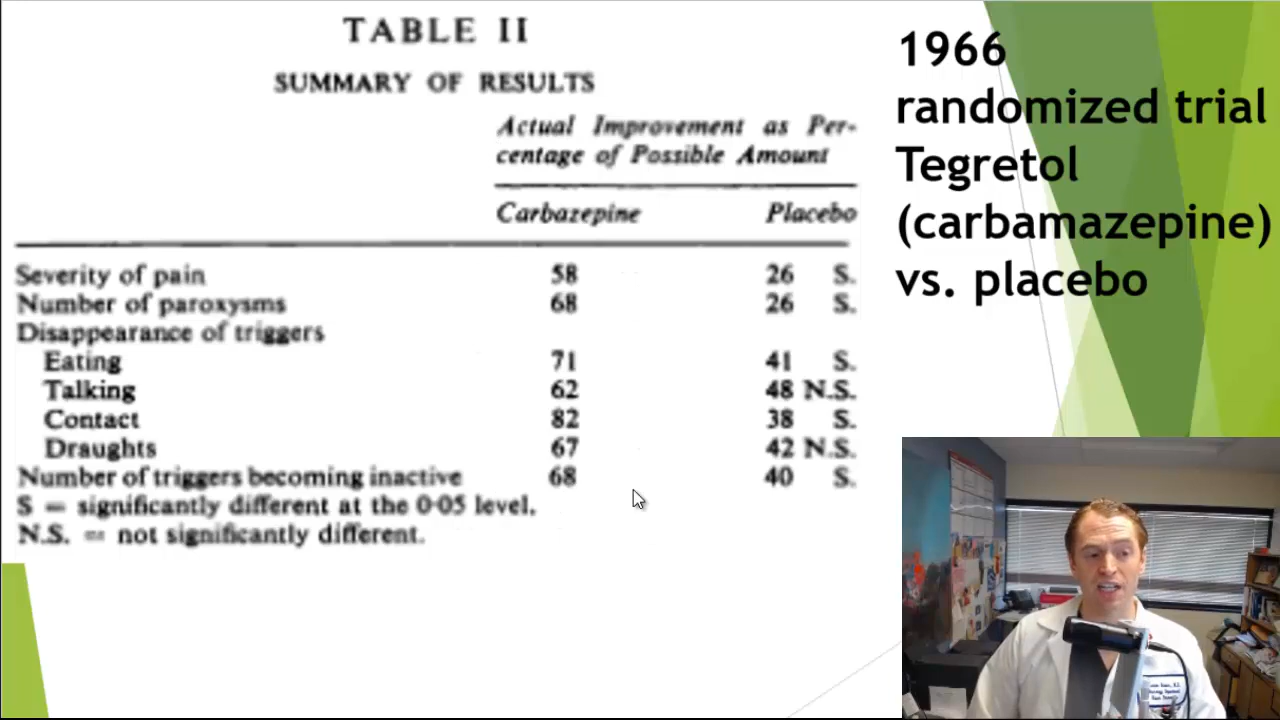 TABLE II
SUMMARY OF RESULTS
Actual Improvement as Per-
centage of Possible Amount
Carbazepine Placebo
Severity of pain 58 26 S.
Number of paroxysms 68 26 S.
Disappearance of triggers
Eating 71 41 S.
Talking 62 48 N.S.
Contact 82 38 S.
Draughts 67 42 N.S.
Number of triggers becoming inactive 68 40 S.
S = significantly different at the 0·05 level.
N.S. = not significantly different.
1966
randomized trial
Tegretol
(carbamazepine)
vs. placebo